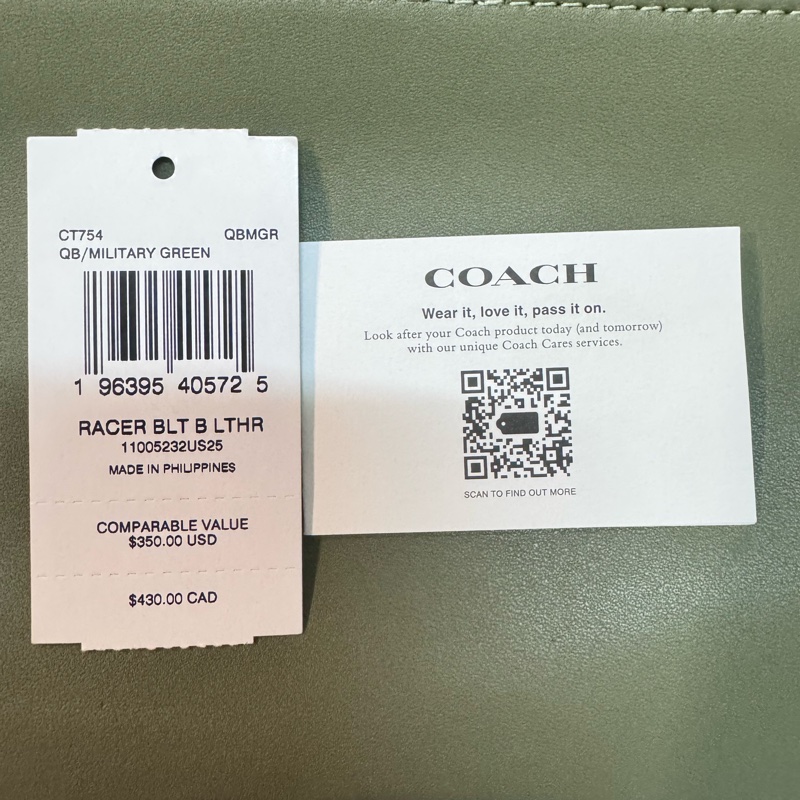 CT754 QBMGR
QB/MILITARY GREEN
1 96395 40572 5
RACER BLT B LTHR
11005232US25
MADE IN PHILIPPINES
COMPARABLE VALUE
$350.00 USD
$430.00 CAD
COACH
Wear it, love it, pass it on.
Look after your Coach product today (and tomorrow)
with our unique Coach Cares services.
SCAN TO FIND OUT MORE